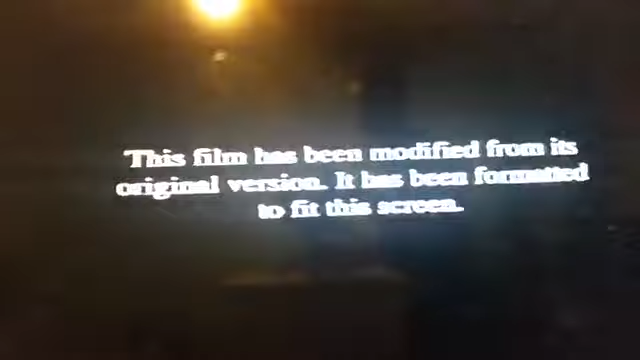 This film has been modified from its
original version. It has been formatted
to fit this screen.